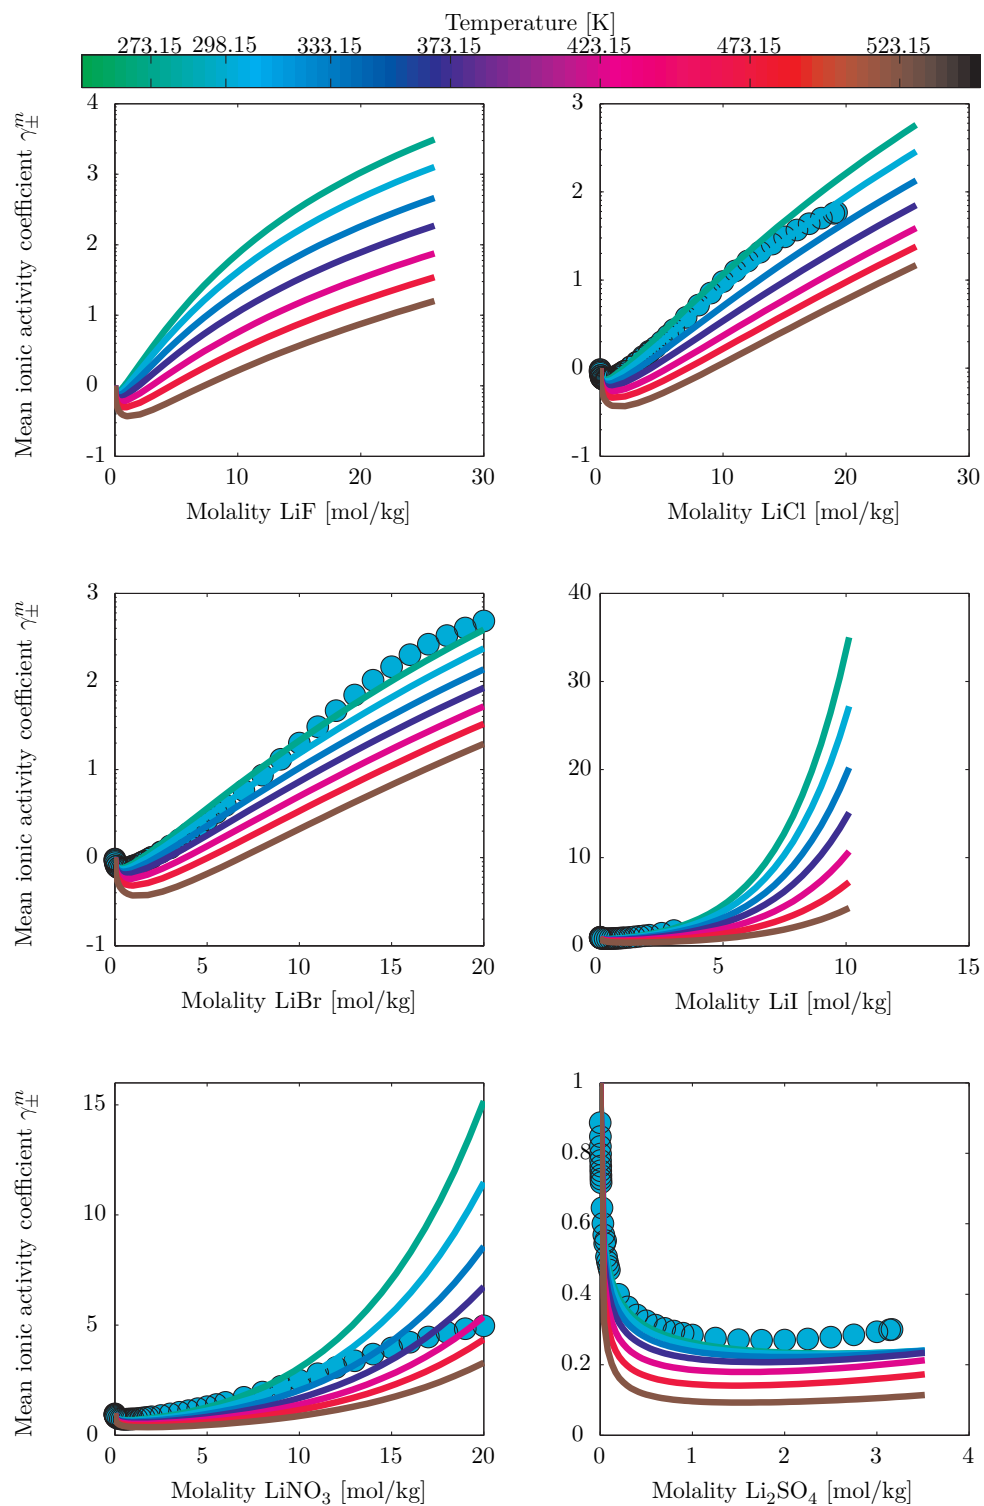 Temperature [K]
273.15 298.15 333.15 373.15 423.15 473.15 523.15
Mean ionic activity coefficient γ±^m
4
3
2
1
0
-1
0 10 20 30
Molality LiF [mol/kg]
3
2
1
0
-1
0 10 20 30
Molality LiCl [mol/kg]
Mean ionic activity coefficient γ±^m
3
2
1
0
-1
0 5 10 15 20
Molality LiBr [mol/kg]
40
30
20
10
0
0 5 10 15
Molality LiI [mol/kg]
Mean ionic activity coefficient γ±^m
15
10
5
0
0 5 10 15 20
Molality LiNO₃ [mol/kg]
1
0.8
0.6
0.4
0.2
0
0 1 2 3 4
Molality Li₂SO₄ [mol/kg]